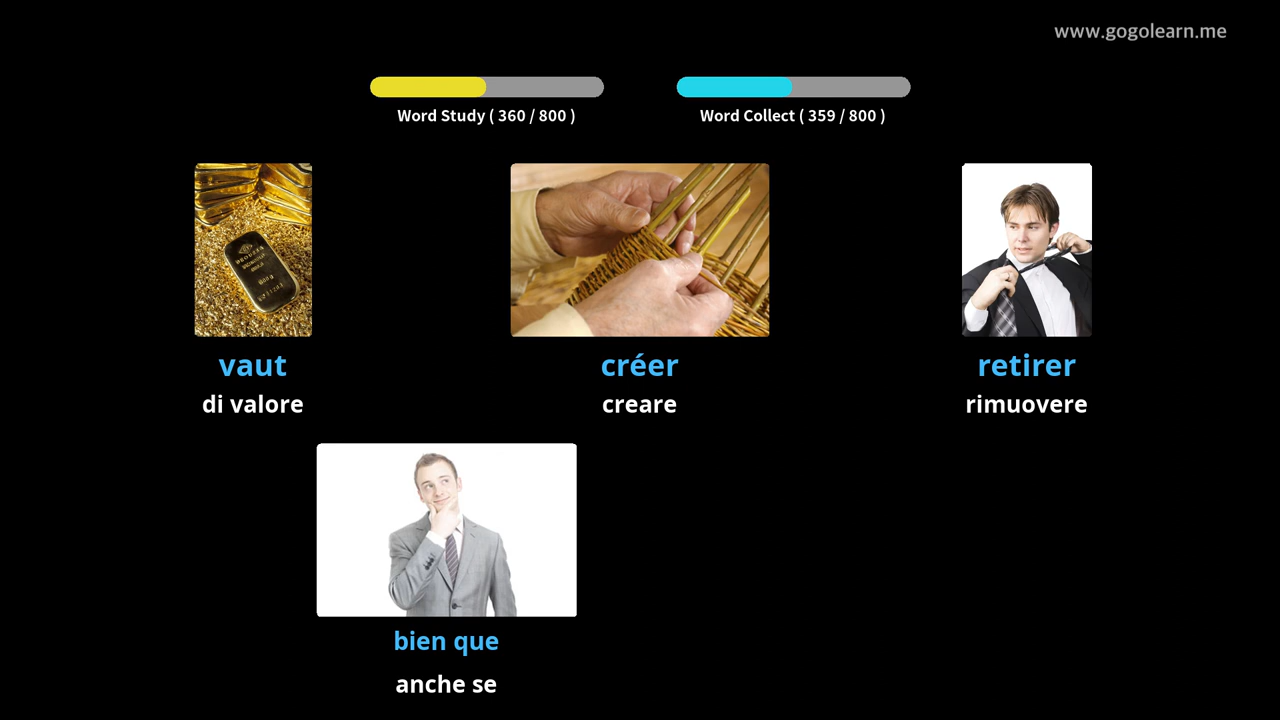 www.gogolearn.me
Word Study ( 360 / 800 )
Word Collect ( 359 / 800 )
vaut
di valore
créer
creare
retirer
rimuovere
bien que
anche se